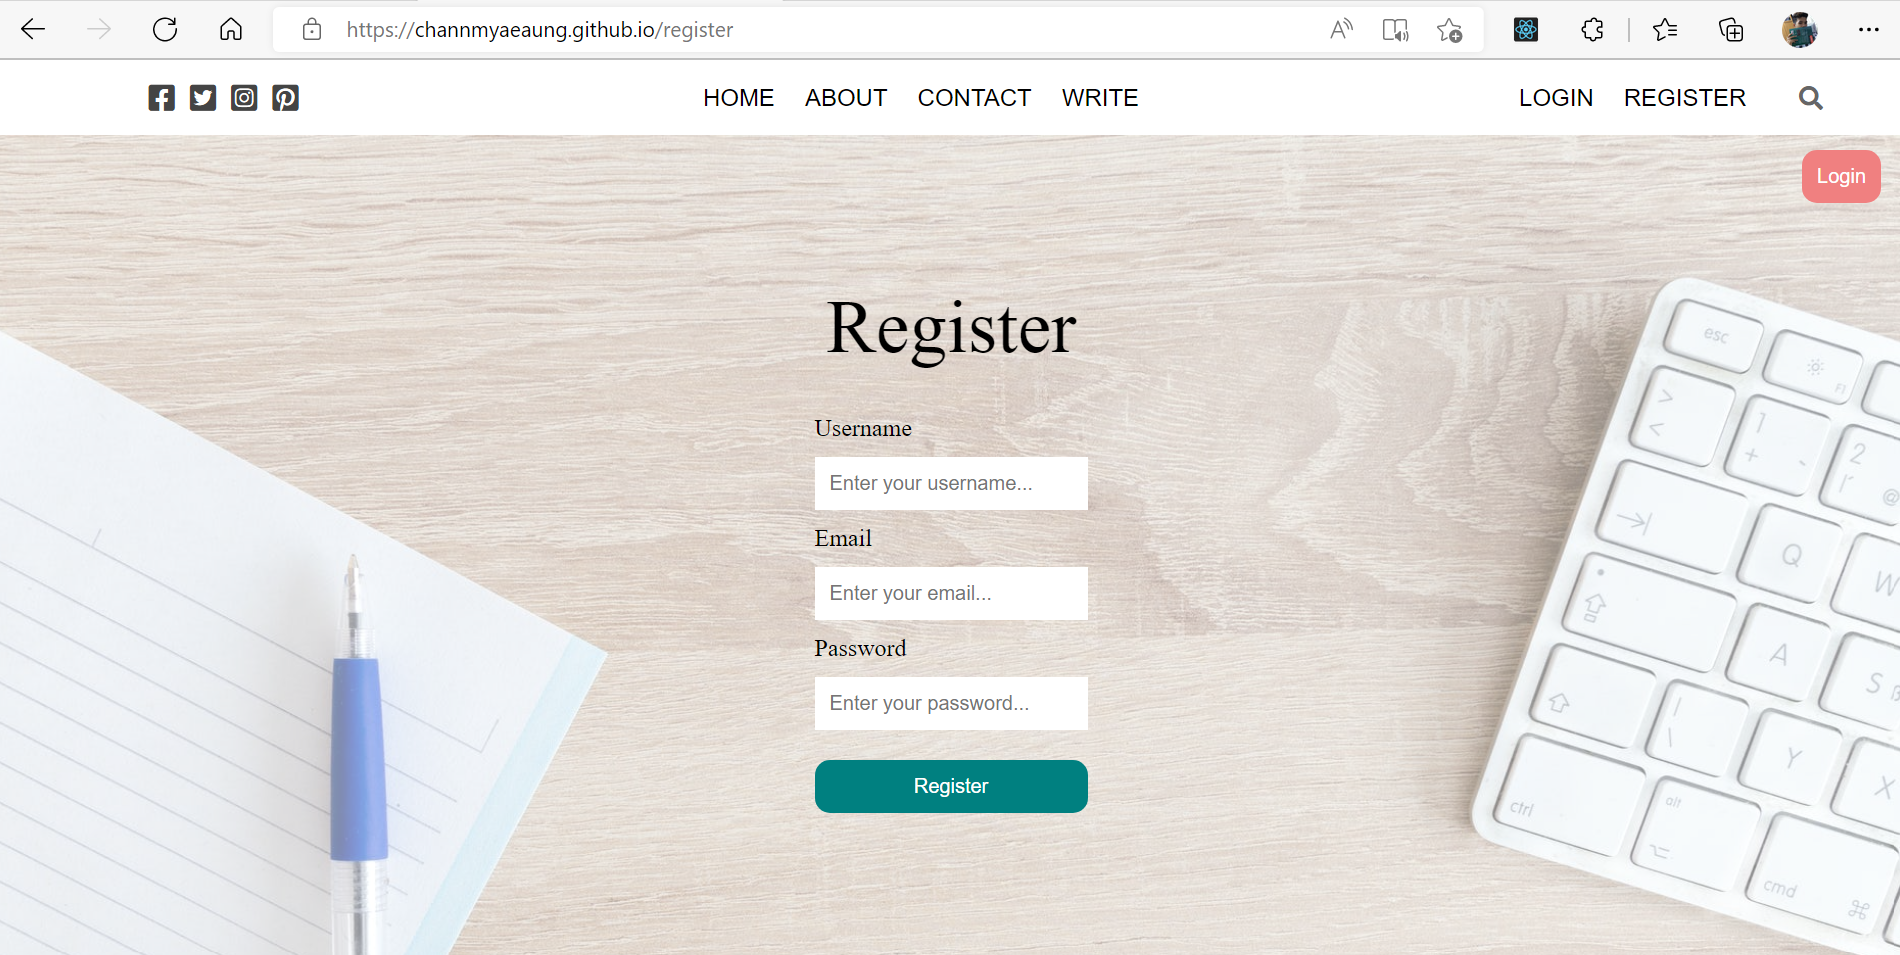 https://channmyaeaung.github.io/register
HOME ABOUT CONTACT WRITE LOGIN REGISTER
Login
Register
Username
Enter your username...
Email
Enter your email...
Password
Enter your password...
Register
esc
F1
>
<
1
+
2
@
Q
W
A
S
Y
X
ctrl
alt
cmd